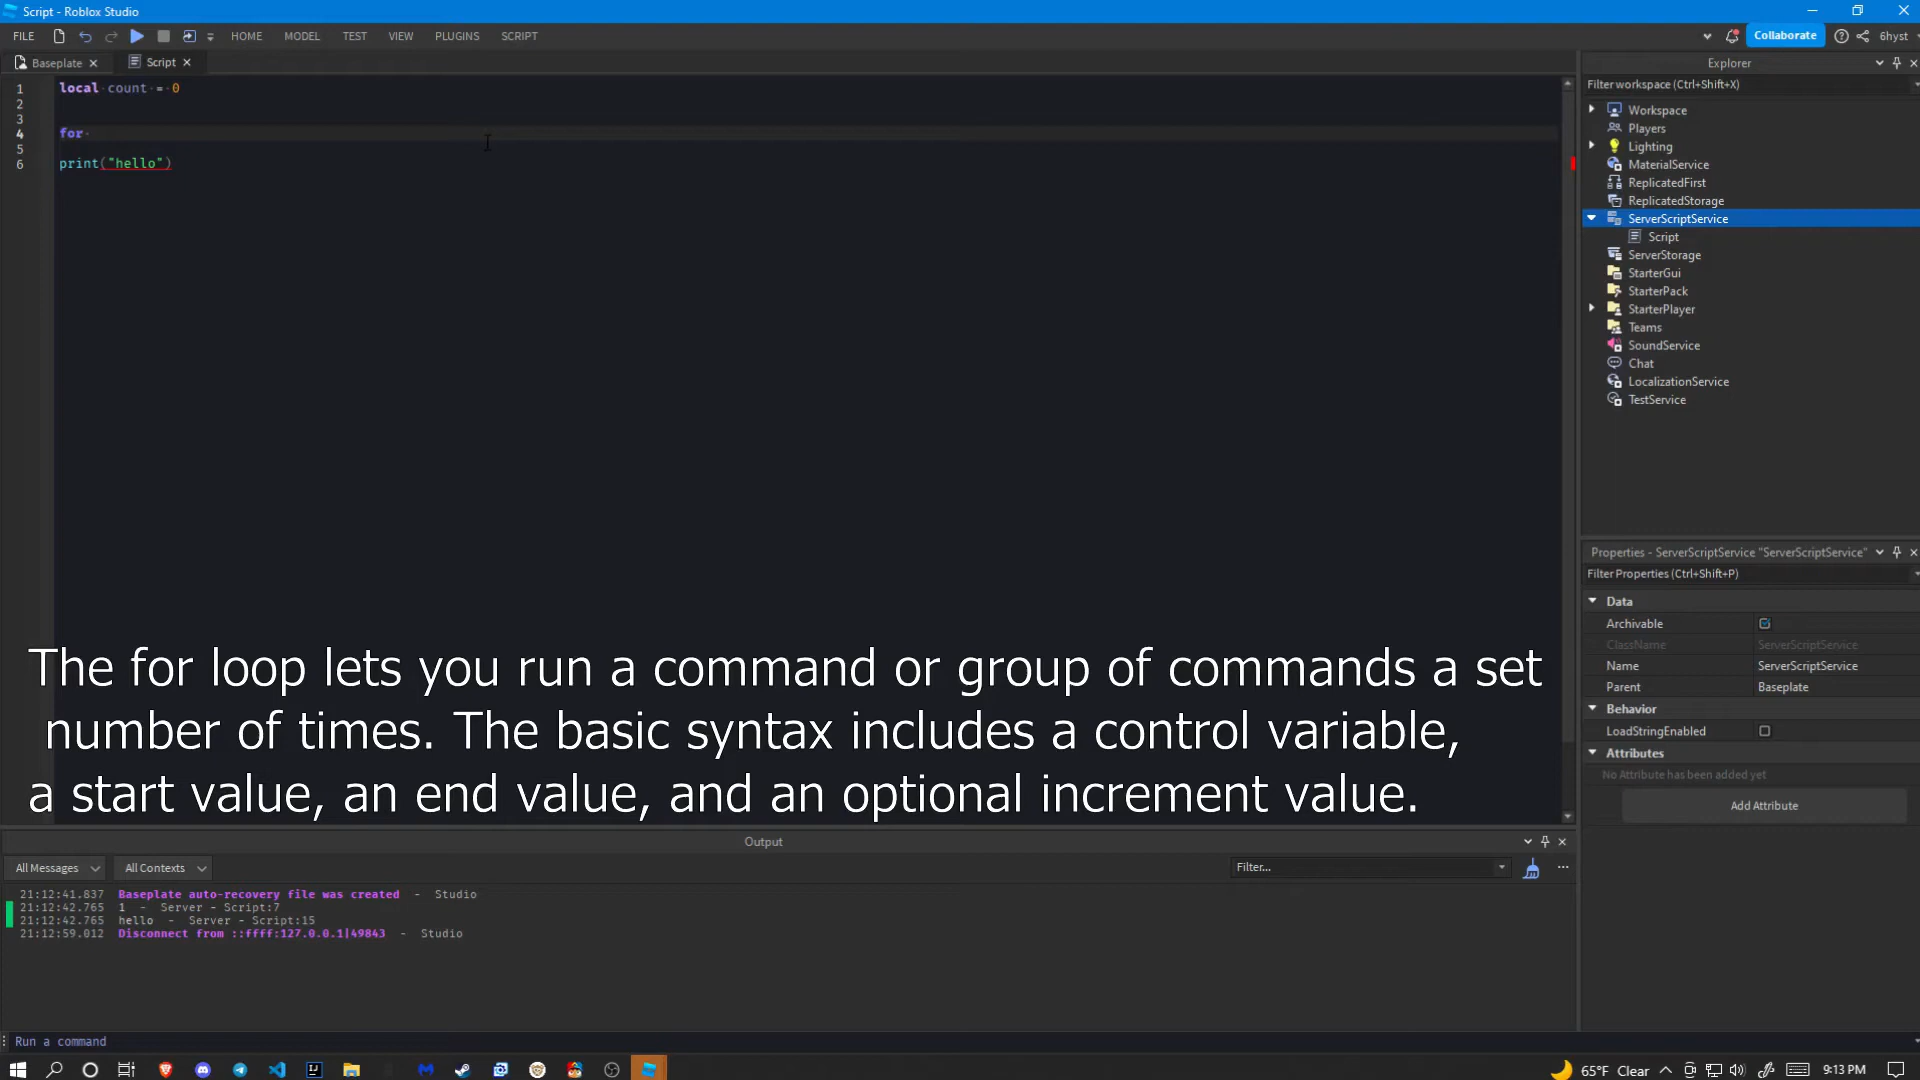 Script - Roblox Studio
FILE HOME MODEL TEST VIEW PLUGINS SCRIPT Collaborate 6hyst
Baseplate Script
1 local count = 0
2
3
4 for
5
6 print("hello")
Explorer
Filter workspace (Ctrl+Shift+X)
Workspace
Players
Lighting
MaterialService
ReplicatedFirst
ReplicatedStorage
ServerScriptService
Script
ServerStorage
StarterGui
StarterPack
StarterPlayer
Teams
SoundService
Chat
LocalizationService
TestService
Properties - ServerScriptService "ServerScriptService"
Filter Properties (Ctrl+Shift+P)
Data
Archivable
ClassName ServerScriptService
Name ServerScriptService
Parent Baseplate
Behavior
LoadStringEnabled
Attributes
No Attribute has been added yet
Add Attribute
The for loop lets you run a command or group of commands a set
number of times. The basic syntax includes a control variable,
a start value, an end value, and an optional increment value.
Output
All Messages All Contexts Filter...
21:12:41.837 Baseplate auto-recovery file was created - Studio
21:12:42.765 1 - Server - Script:7
21:12:42.765 hello - Server - Script:15
21:12:59.012 Disconnect from ::ffff:127.0.0.1|49843 - Studio
Run a command
65°F Clear 9:13 PM